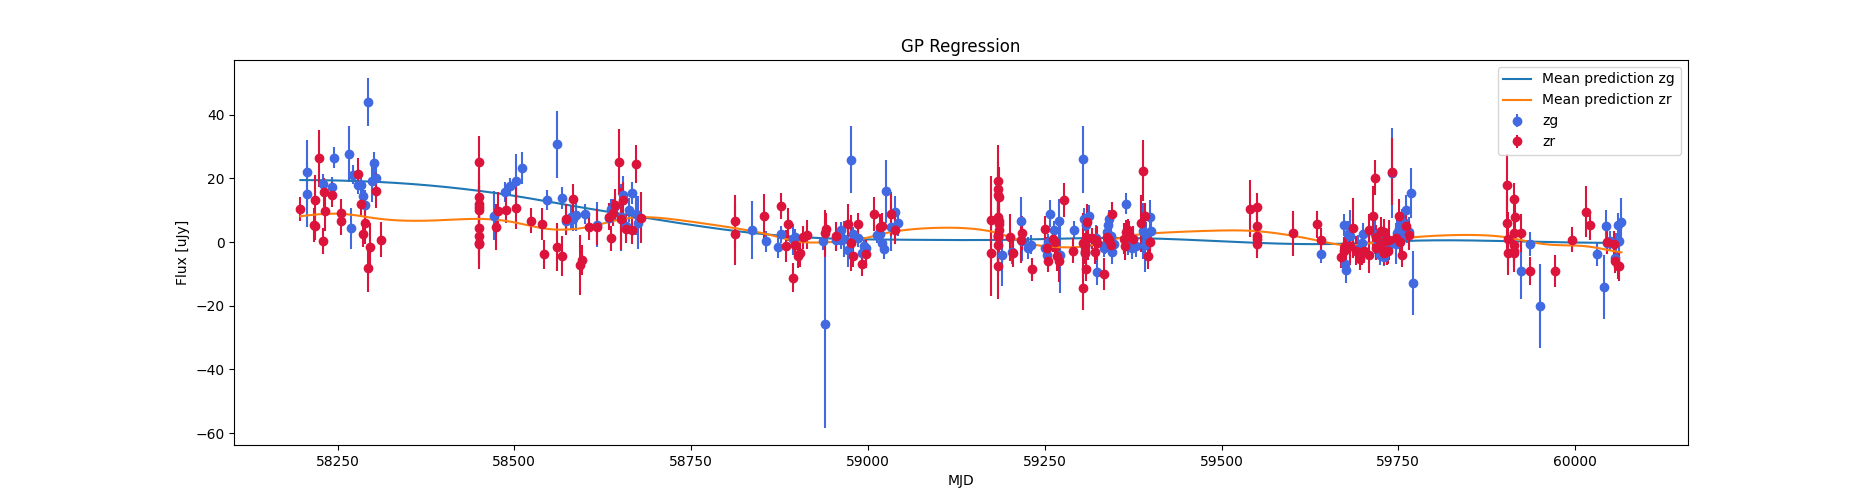 GP Regression
Mean prediction zg
Mean prediction zr
zg
zr
Flux [uJy]
40
20
0
−20
−40
−60
58250
58500
58750
59000
59250
59500
59750
60000
MJD